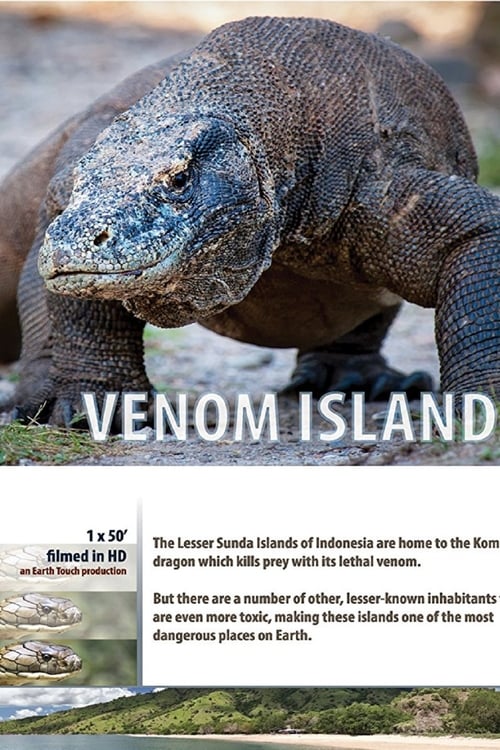 VENOM ISLAND
1 x 50'
filmed in HD
an Earth Touch production
The Lesser Sunda Islands of Indonesia are home to the Kom
dragon which kills prey with its lethal venom.
But there are a number of other, lesser-known inhabitants
are even more toxic, making these islands one of the most
dangerous places on Earth.